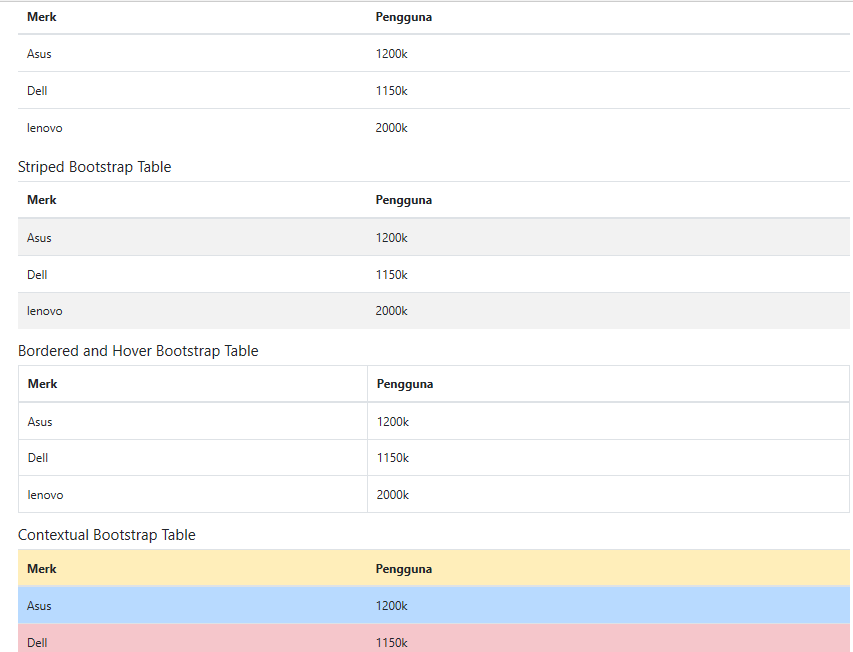 Merk Pengguna
Asus 1200k
Dell 1150k
lenovo 2000k
Striped Bootstrap Table
Merk Pengguna
Asus 1200k
Dell 1150k
lenovo 2000k
Bordered and Hover Bootstrap Table
Merk Pengguna
Asus 1200k
Dell 1150k
lenovo 2000k
Contextual Bootstrap Table
Merk Pengguna
Asus 1200k
Dell 1150k